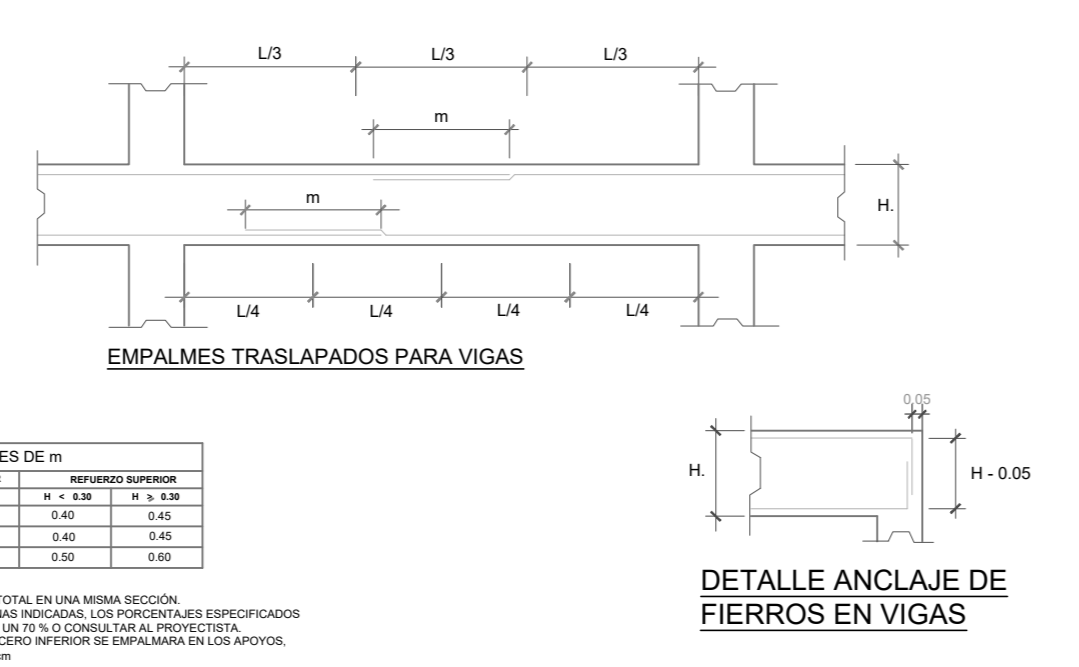 L/3 L/3 L/3
m
m
H.
L/4 L/4 L/4 L/4
EMPALMES TRASLAPADOS PARA VIGAS
0.05
H.
H - 0.05
DETALLE ANCLAJE DE
FIERROS EN VIGAS
ES DE m
REFUERZO SUPERIOR
H < 0.30 H ⩾ 0.30
0.40 0.45
0.40 0.45
0.50 0.60
TOTAL EN UNA MISMA SECCIÓN.
NAS INDICADAS, LOS PORCENTAJES ESPECIFICADOS
UN 70 % O CONSULTAR AL PROYECTISTA.
CERO INFERIOR SE EMPALMARA EN LOS APOYOS,
cm